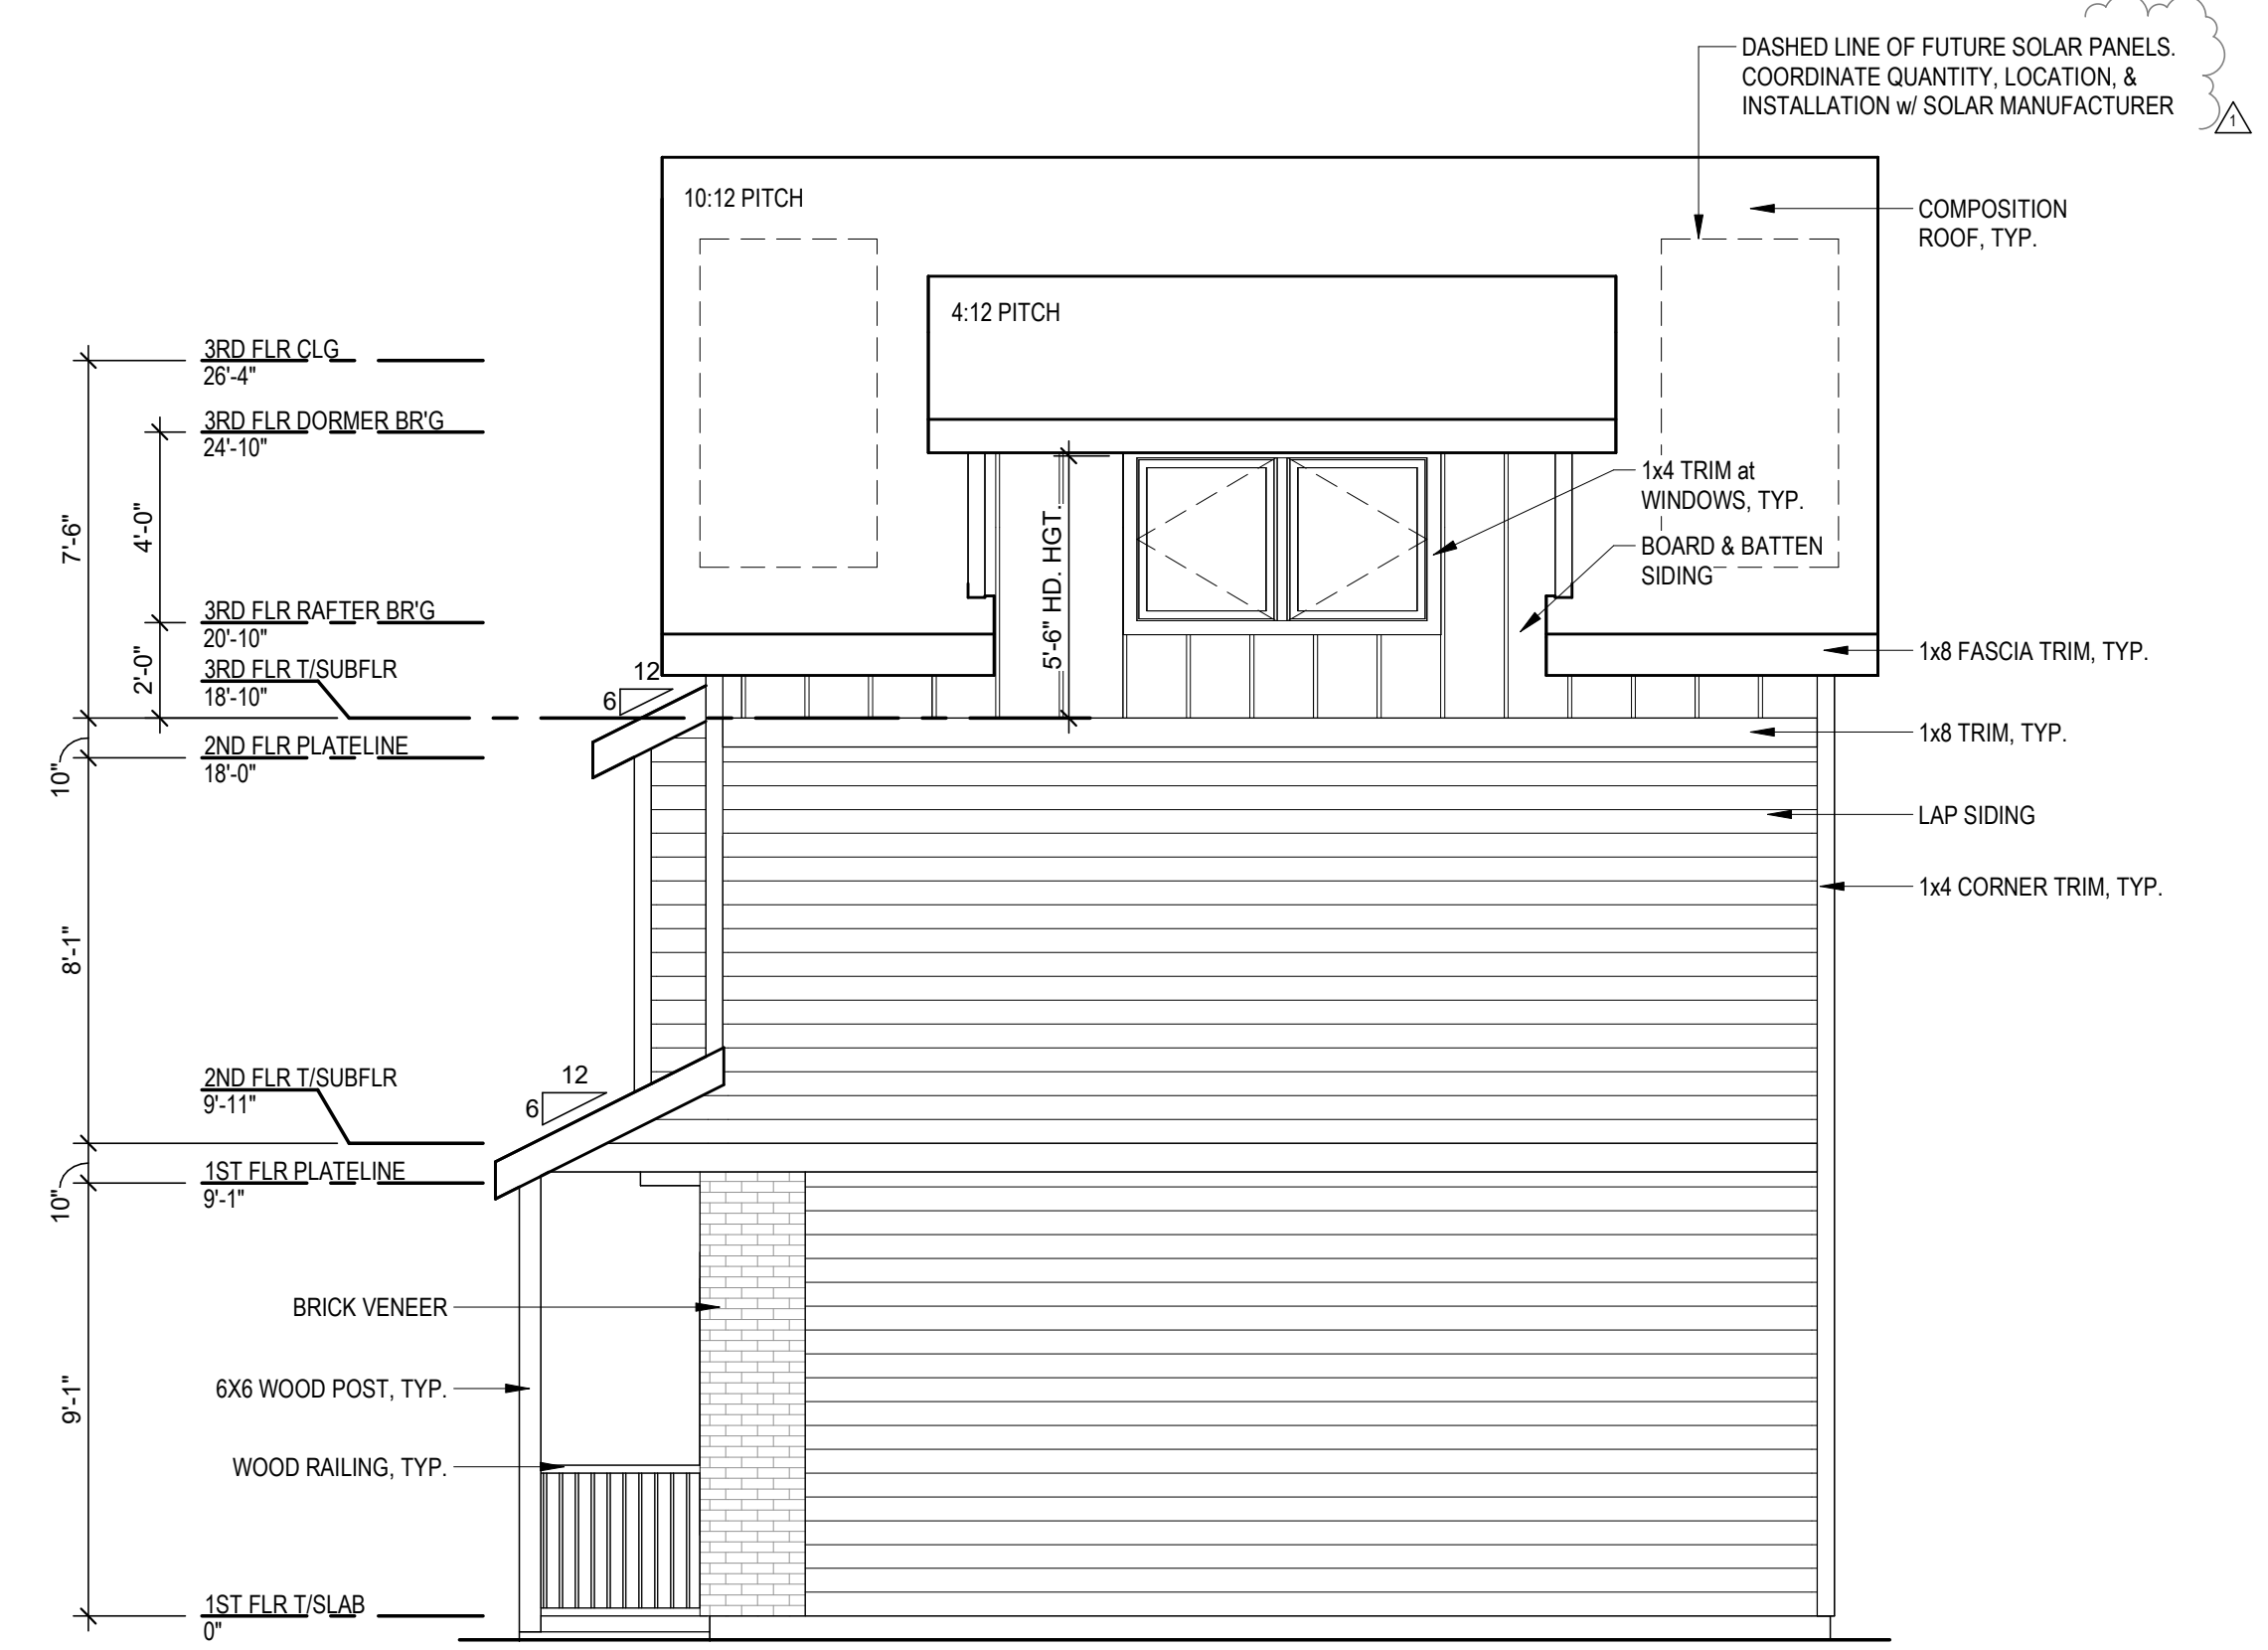 DASHED LINE OF FUTURE SOLAR PANELS.
COORDINATE QUANTITY, LOCATION, &
INSTALLATION w/ SOLAR MANUFACTURER
1
10:12 PITCH
COMPOSITION
ROOF, TYP.
4:12 PITCH
3RD FLR CLG
26'-4"
3RD FLR DORMER BR'G
24'-10"
7'-6"
4'-0"
5'-6" HD. HGT.
1x4 TRIM at
WINDOWS, TYP.
BOARD & BATTEN
SIDING
3RD FLR RAFTER BR'G
20'-10"
2'-0"
3RD FLR T/SUBFLR
18'-10"
12
6
1x8 FASCIA TRIM, TYP.
1x8 TRIM, TYP.
2ND FLR PLATELINE
18'-0"
10"
LAP SIDING
1x4 CORNER TRIM, TYP.
8'-1"
2ND FLR T/SUBFLR
9'-11"
12
6
1ST FLR PLATELINE
9'-1"
10"
BRICK VENEER
6X6 WOOD POST, TYP.
9'-1"
WOOD RAILING, TYP.
1ST FLR T/SLAB
0"